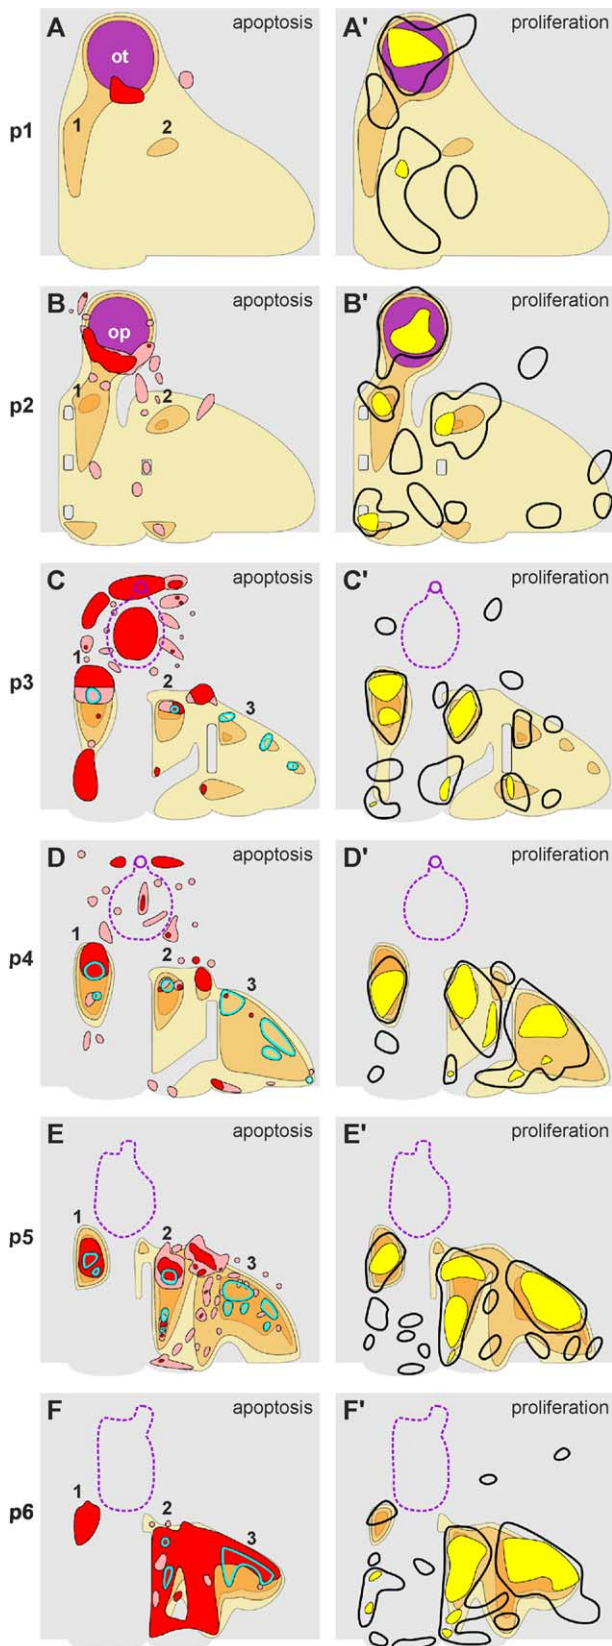 A apoptosis A' proliferation
ot
1 2
p1
B apoptosis B' proliferation
op
1 2
p2
C apoptosis C' proliferation
1 2 3
p3
D apoptosis D' proliferation
1 2 3
p4
E apoptosis E' proliferation
1 2 3
p5
F apoptosis F' proliferation
1 2 3
p6